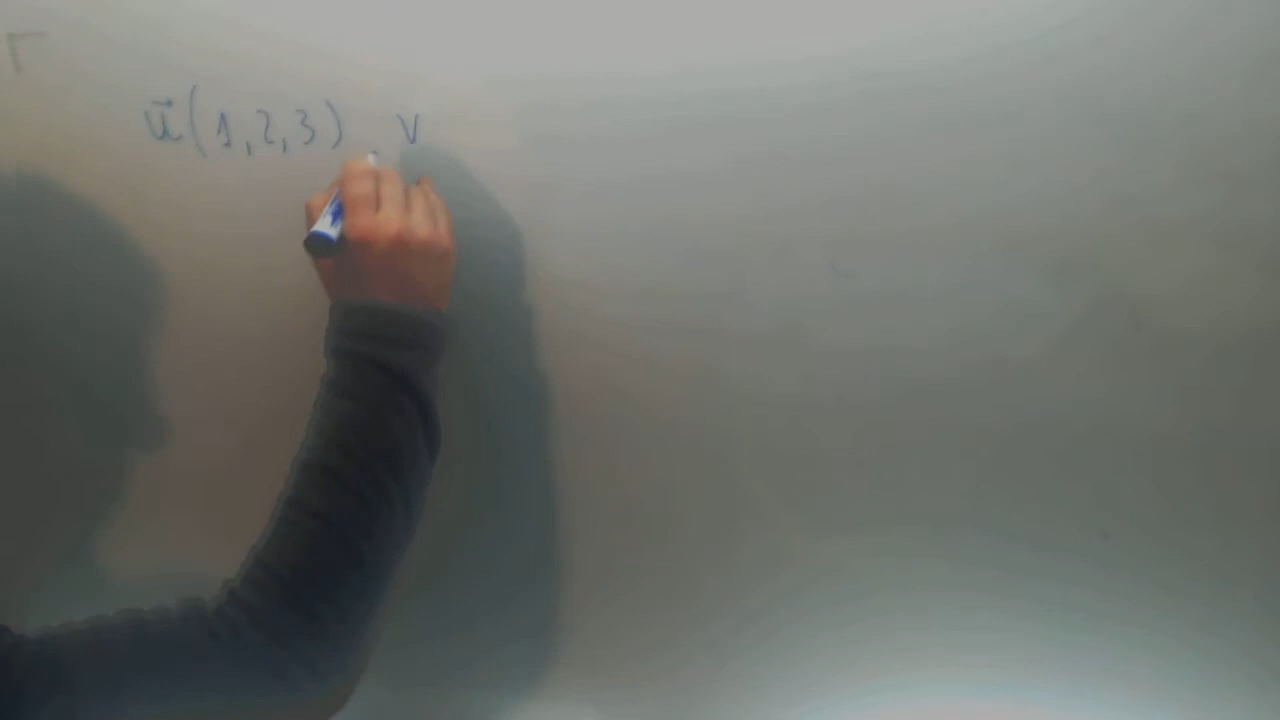 u⃗(1,2,3), v